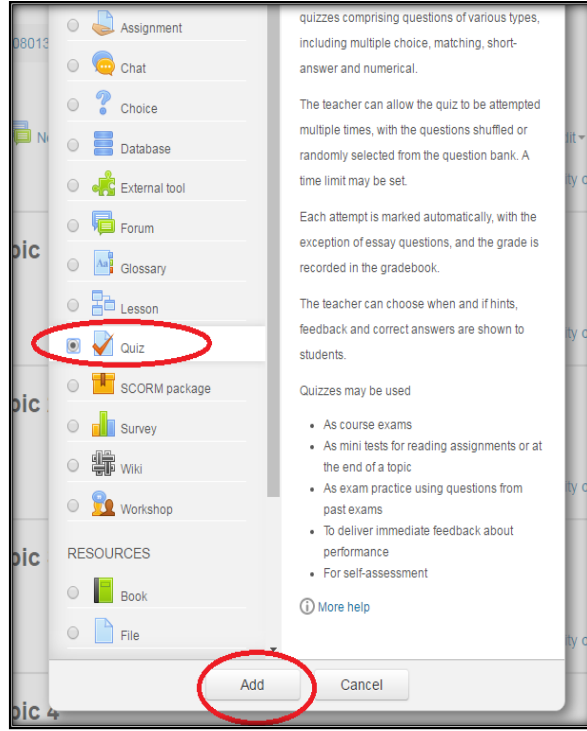 Assignment
Chat
Choice
Database
External tool
Forum
Glossary
Lesson
Quiz
SCORM package
Survey
Wiki
Workshop
RESOURCES
Book
File
quizzes comprising questions of various types,
including multiple choice, matching, short-
answer and numerical.
The teacher can allow the quiz to be attempted
multiple times, with the questions shuffled or
randomly selected from the question bank. A
time limit may be set.
Each attempt is marked automatically, with the
exception of essay questions, and the grade is
recorded in the gradebook.
The teacher can choose when and if hints,
feedback and correct answers are shown to
students.
Quizzes may be used
• As course exams
• As mini tests for reading assignments or at
the end of a topic
• As exam practice using questions from
past exams
• To deliver immediate feedback about
performance
• For self-assessment
More help
Add
Cancel
08013
pic
pic
pic
pic 4